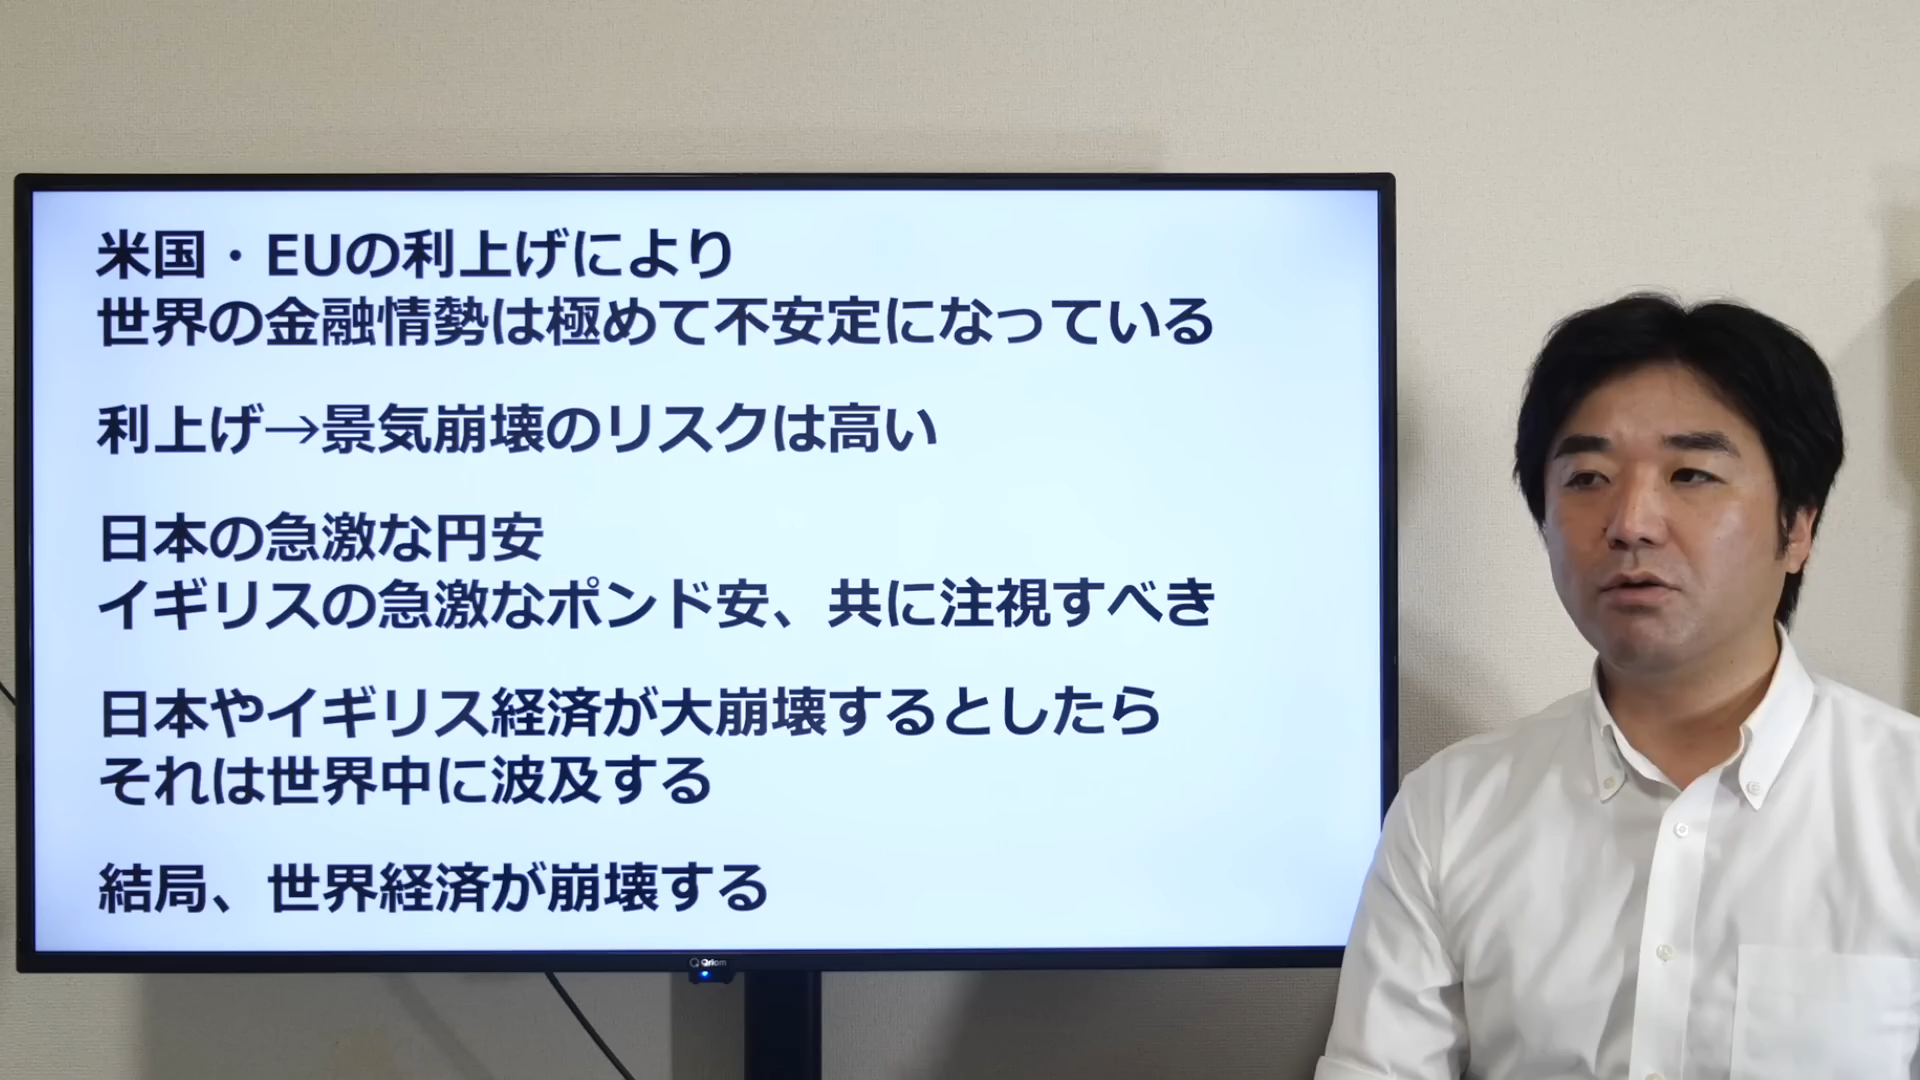 米国・EUの利上げにより
世界の金融情勢は極めて不安定になっている
利上げ→景気崩壊のリスクは高い
日本の急激な円安
イギリスの急激なポンド安、共に注視すべき
日本やイギリス経済が大崩壊するとしたら
それは世界中に波及する
結局、世界経済が崩壊する
Qriom